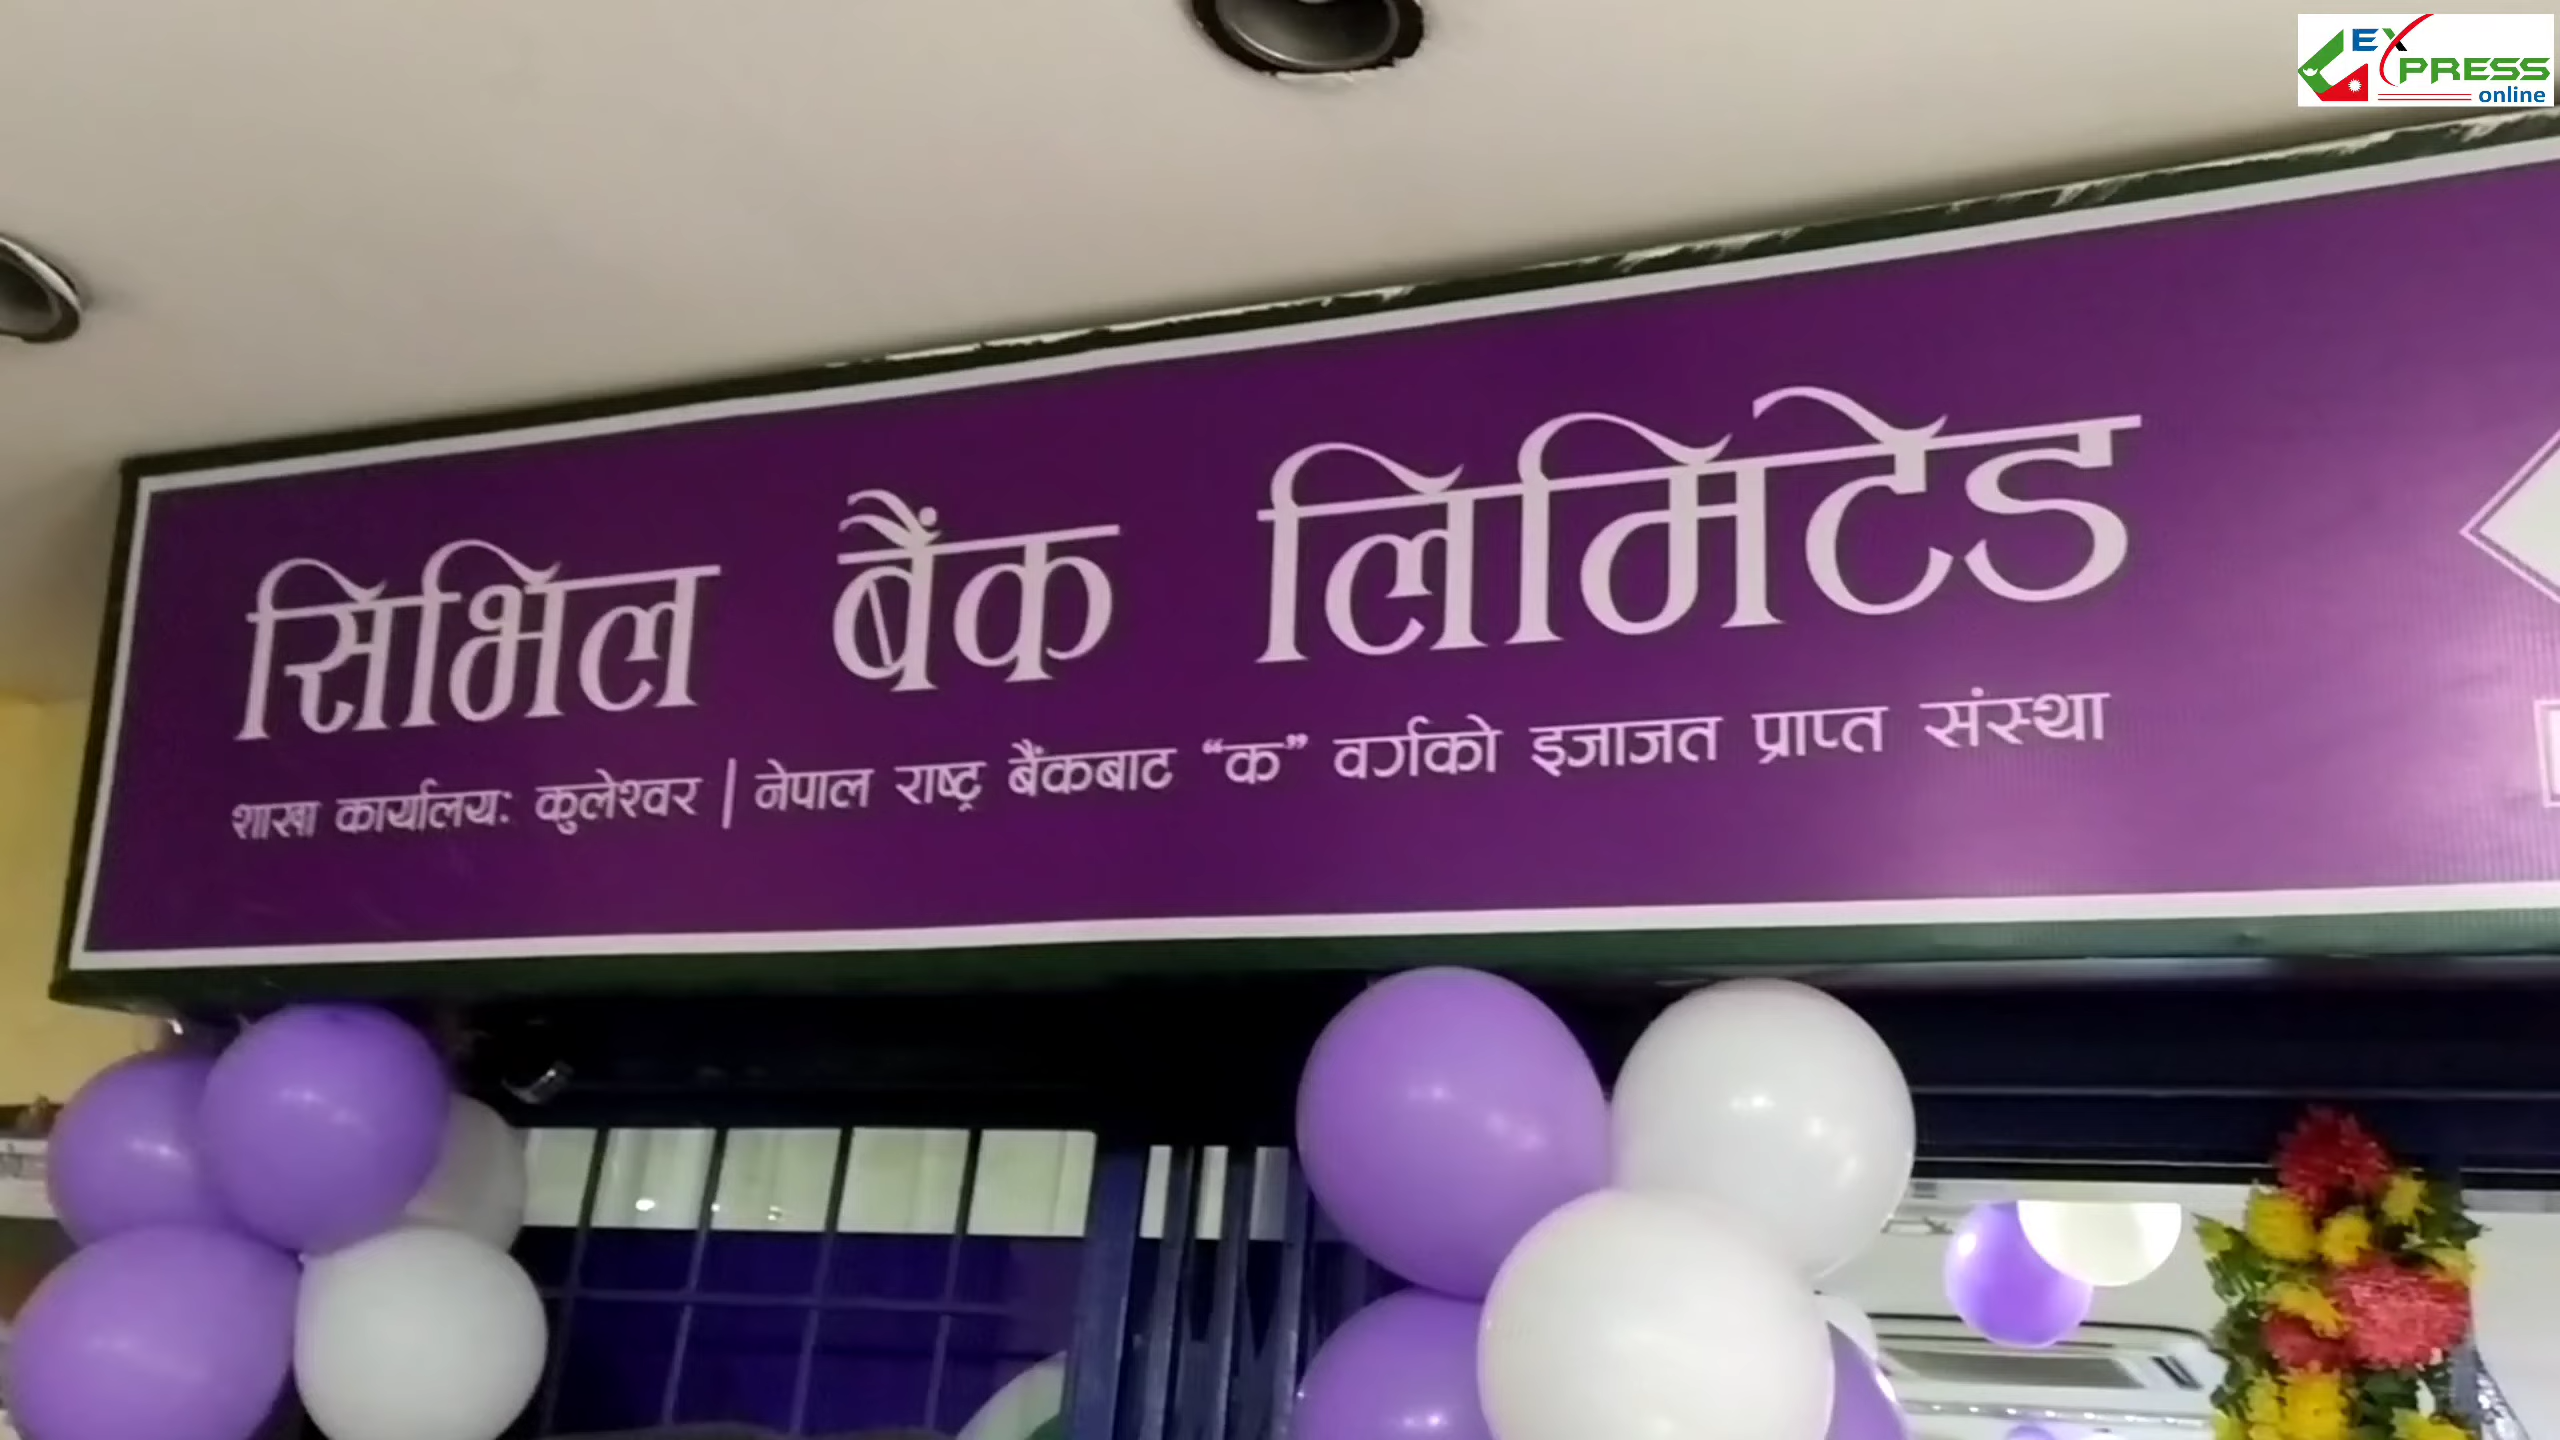 EXPRESS
online
सिभिल बैंक लिमिटेड
शाखा कार्यालय: कुलेश्वर | नेपाल राष्ट्र बैंकबाट “क” वर्गको इजाजत प्राप्त संस्था